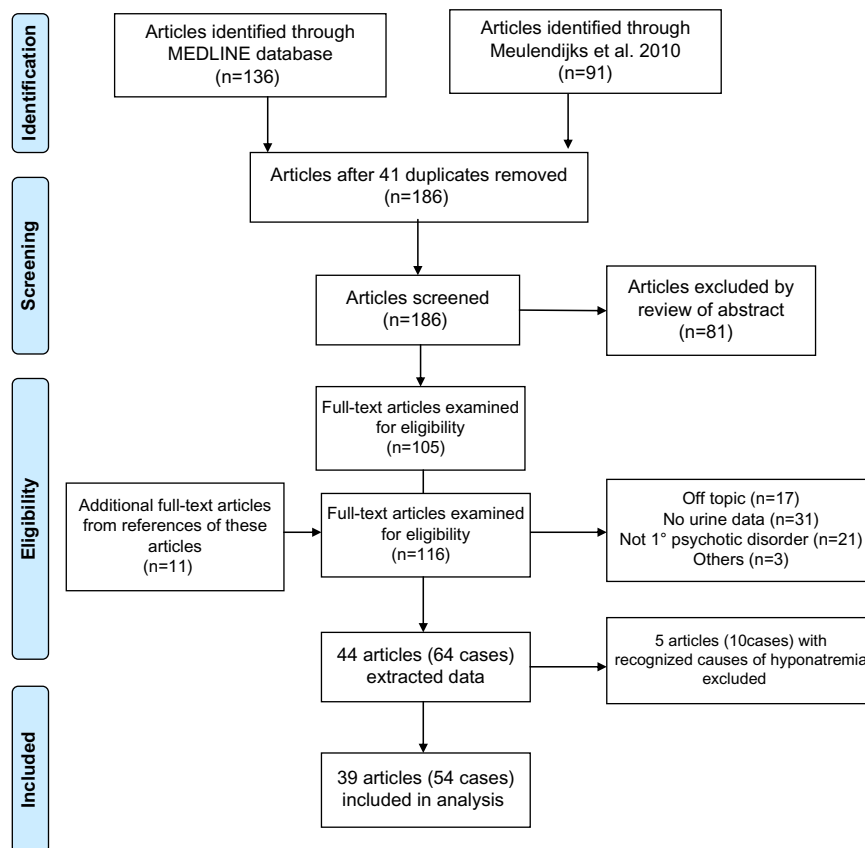 Identification
Articles identified through
MEDLINE database
(n=136)
Articles identified through
Meulendijks et al. 2010
(n=91)
Articles after 41 duplicates removed
(n=186)
Screening
Articles screened
(n=186)
Articles excluded by
review of abstract
(n=81)
Eligibility
Full-text articles examined
for eligibility
(n=105)
Additional full-text articles
from references of these
articles
(n=11)
Full-text articles examined
for eligibility
(n=116)
Off topic (n=17)
No urine data (n=31)
Not 1° psychotic disorder (n=21)
Others (n=3)
44 articles (64 cases)
extracted data
5 articles (10cases) with
recognized causes of hyponatremia
excluded
Included
39 articles (54 cases)
included in analysis